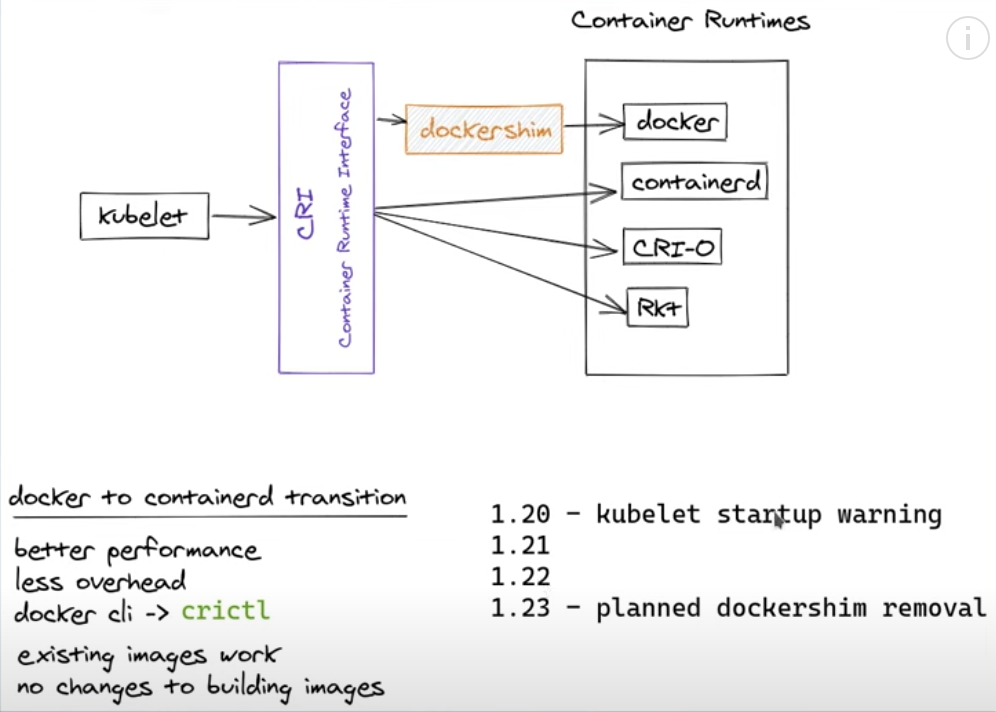 Container Runtimes
i
kubelet
CRI
Container Runtime Interface
dockershim
docker
containerd
CRI-O
Rkt
docker to containerd transition
better performance
less overhead
docker cli -> crictl
existing images work
no changes to building images
1.20 - kubelet startup warning
1.21
1.22
1.23 - planned dockershim removal